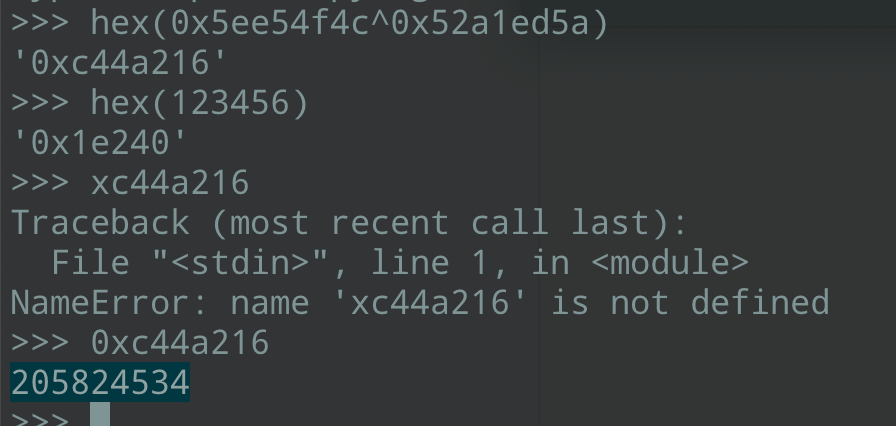 >>> hex(0x5ee54f4c^0x52a1ed5a)
'0xc44a216'
>>> hex(123456)
'0x1e240'
>>> xc44a216
Traceback (most recent call last):
  File "<stdin>", line 1, in <module>
NameError: name 'xc44a216' is not defined
>>> 0xc44a216
205824534
>>>